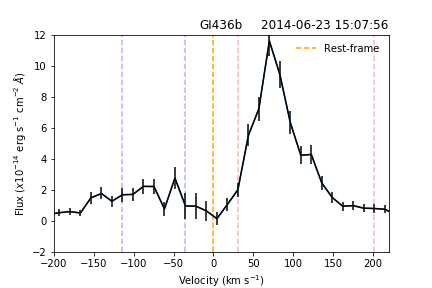 GI436b 2014-06-23 15:07:56
Rest-frame
12
10
8
6
4
2
0
−2
Flux (x10⁻¹⁴ erg s⁻¹ cm⁻² Å)
−200 −150 −100 −50 0 50 100 150 200
Velocity (km s⁻¹)